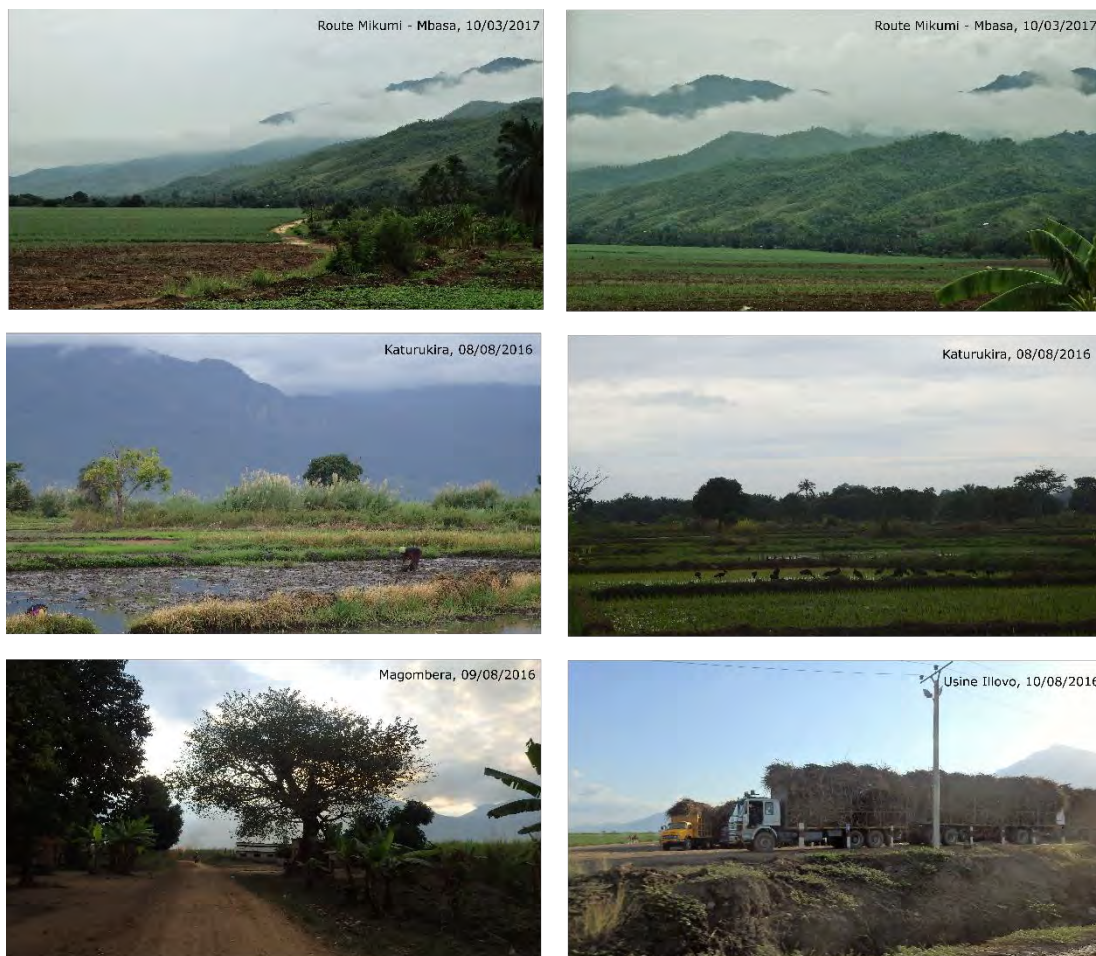 Route Mikumi - Mbasa, 10/03/2017
Route Mikumi - Mbasa, 10/03/2017
Katurukira, 08/08/2016
Katurukira, 08/08/2016
Magombera, 09/08/2016
Usine Illovo, 10/08/2016